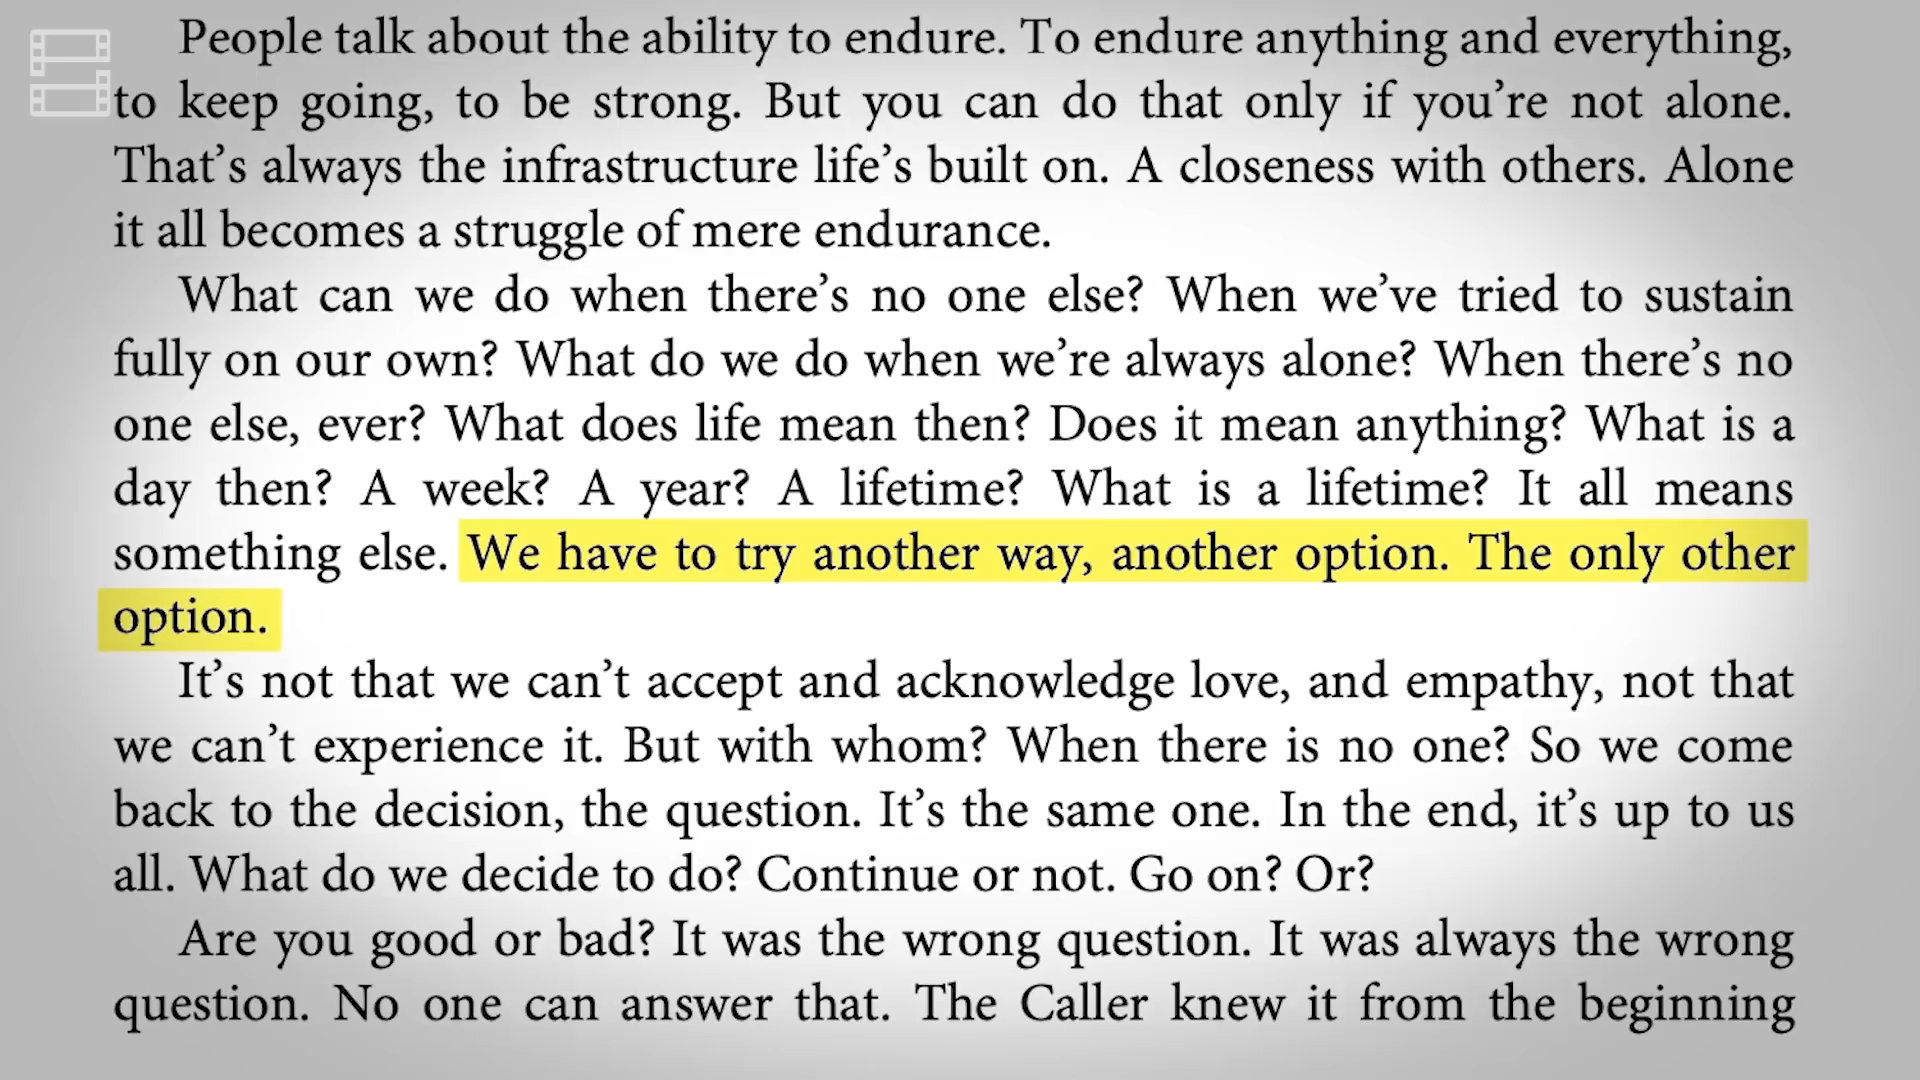 People talk about the ability to endure. To endure anything and everything,
to keep going, to be strong. But you can do that only if you’re not alone.
That’s always the infrastructure life’s built on. A closeness with others. Alone
it all becomes a struggle of mere endurance.
What can we do when there’s no one else? When we’ve tried to sustain
fully on our own? What do we do when we’re always alone? When there’s no
one else, ever? What does life mean then? Does it mean anything? What is a
day then? A week? A year? A lifetime? What is a lifetime? It all means
something else. We have to try another way, another option. The only other
option.
It’s not that we can’t accept and acknowledge love, and empathy, not that
we can’t experience it. But with whom? When there is no one? So we come
back to the decision, the question. It’s the same one. In the end, it’s up to us
all. What do we decide to do? Continue or not. Go on? Or?
Are you good or bad? It was the wrong question. It was always the wrong
question. No one can answer that. The Caller knew it from the beginning